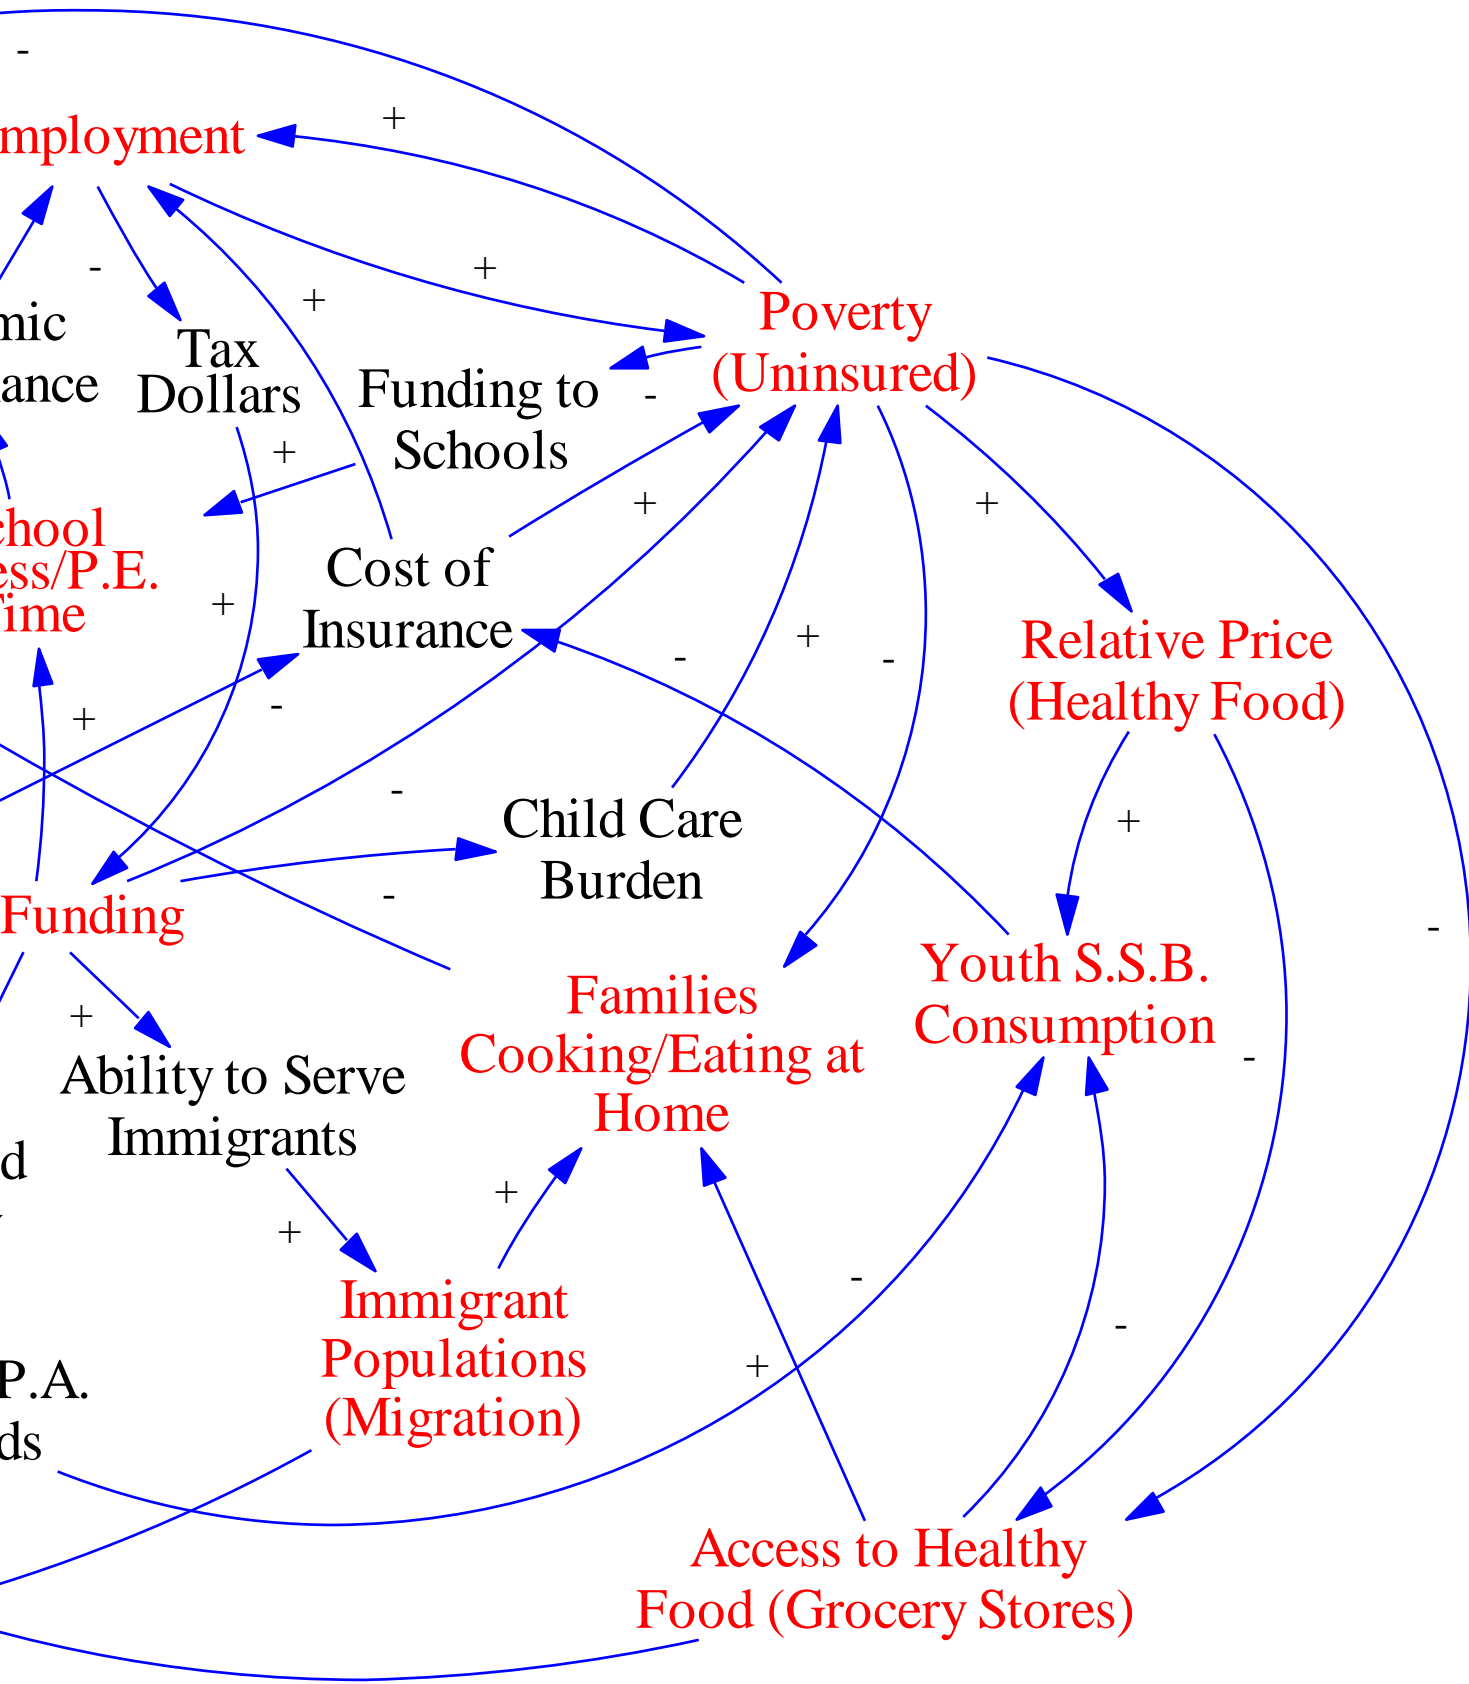 -
+
mployment
-
+
+
Poverty
(Uninsured)
mic
ance
Tax
Dollars
Funding to
Schools
-
+
+
+
chool
ess/P.E.
Time
Cost of
Insurance
+
-
+
-
Relative Price
(Healthy Food)
+
-
-
Child Care
Burden
+
-
Funding
-
Youth S.S.B.
Consumption
Families
Cooking/Eating at
Home
+
-
Ability to Serve
Immigrants
d
+
+
-
-
Immigrant
Populations
(Migration)
+
P.A.
ds
Access to Healthy
Food (Grocery Stores)